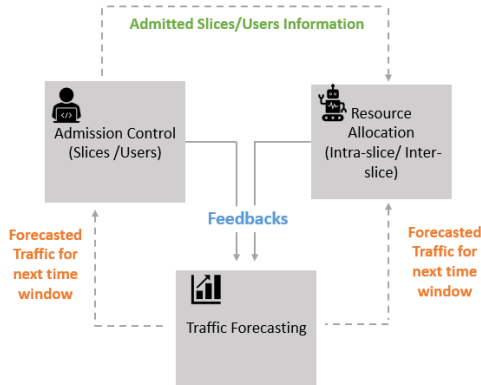 Admitted Slices/Users Information
Admission Control
(Slices /Users)
Resource
Allocation
(Intra-slice/ Inter-
slice)
Feedbacks
Forecasted
Traffic for
next time
window
Forecasted
Traffic for
next time
window
Traffic Forecasting